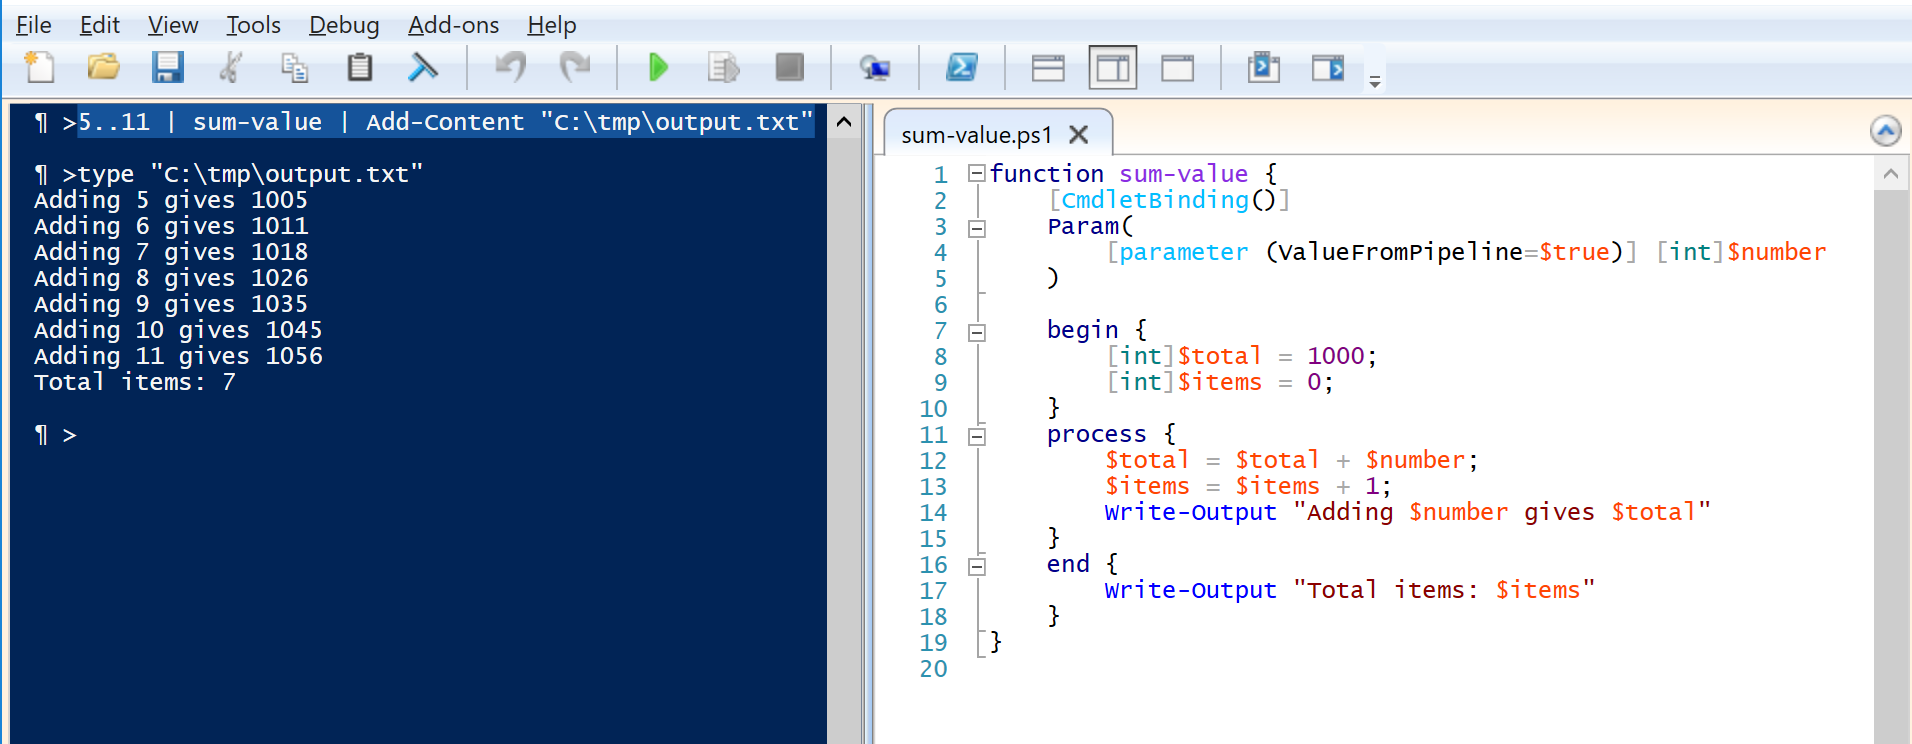 File Edit View Tools Debug Add-ons Help
¶ >5..11 | sum-value | Add-Content "C:\tmp\output.txt"
¶ >type "C:\tmp\output.txt"
Adding 5 gives 1005
Adding 6 gives 1011
Adding 7 gives 1018
Adding 8 gives 1026
Adding 9 gives 1035
Adding 10 gives 1045
Adding 11 gives 1056
Total items: 7
¶ >
sum-value.ps1
1 function sum-value {
2     [CmdletBinding()]
3     Param(
4         [parameter (ValueFromPipeline=$true)] [int]$number
5     )
6
7     begin {
8         [int]$total = 1000;
9         [int]$items = 0;
10     }
11     process {
12         $total = $total + $number;
13         $items = $items + 1;
14         Write-Output "Adding $number gives $total"
15     }
16     end {
17         Write-Output "Total items: $items"
18     }
19 }
20